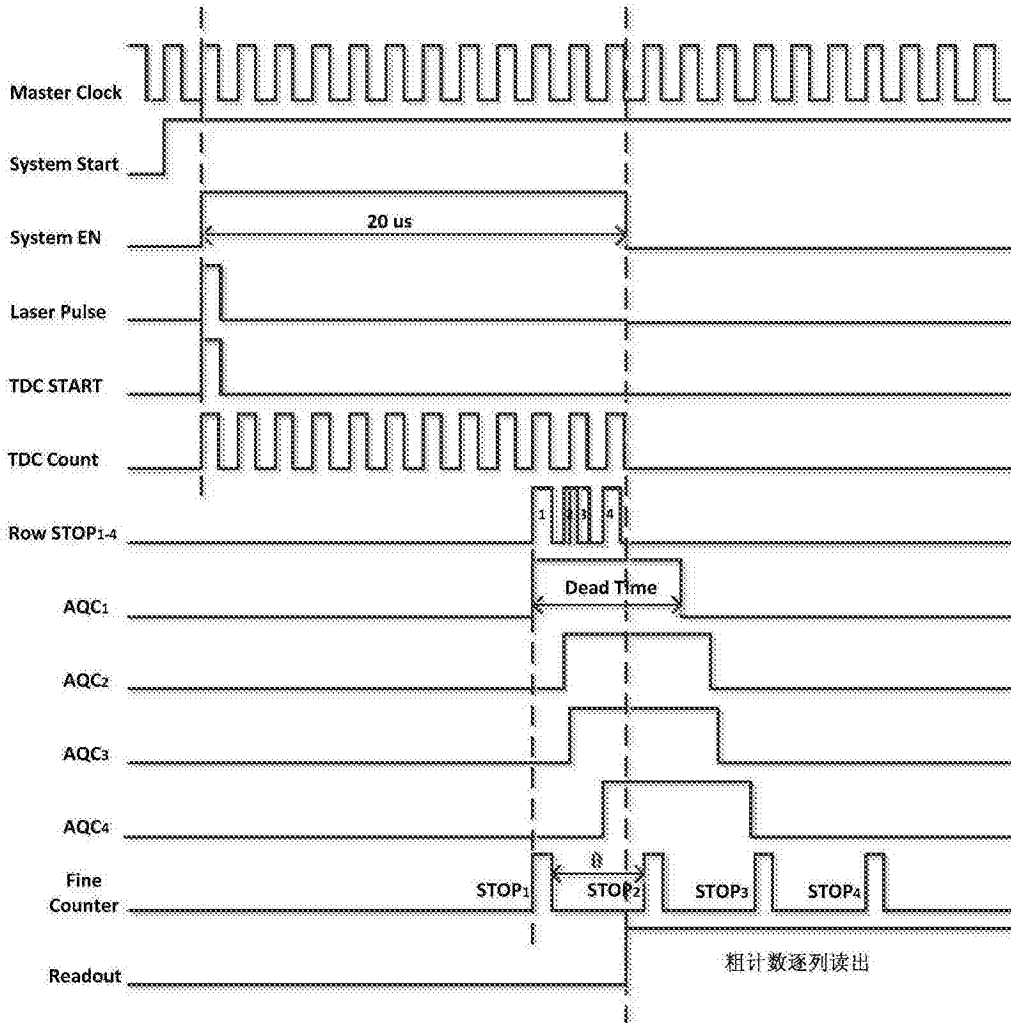 Master Clock
System Start
System EN
20 us
Laser Pulse
TDC START
TDC Count
Row STOP1-4
1 2 3 4
AQC1
Dead Time
AQC2
AQC3
AQC4
Fine
Counter
STOP1
θ
STOP2
STOP3
STOP4
Readout
粗计数逐列读出